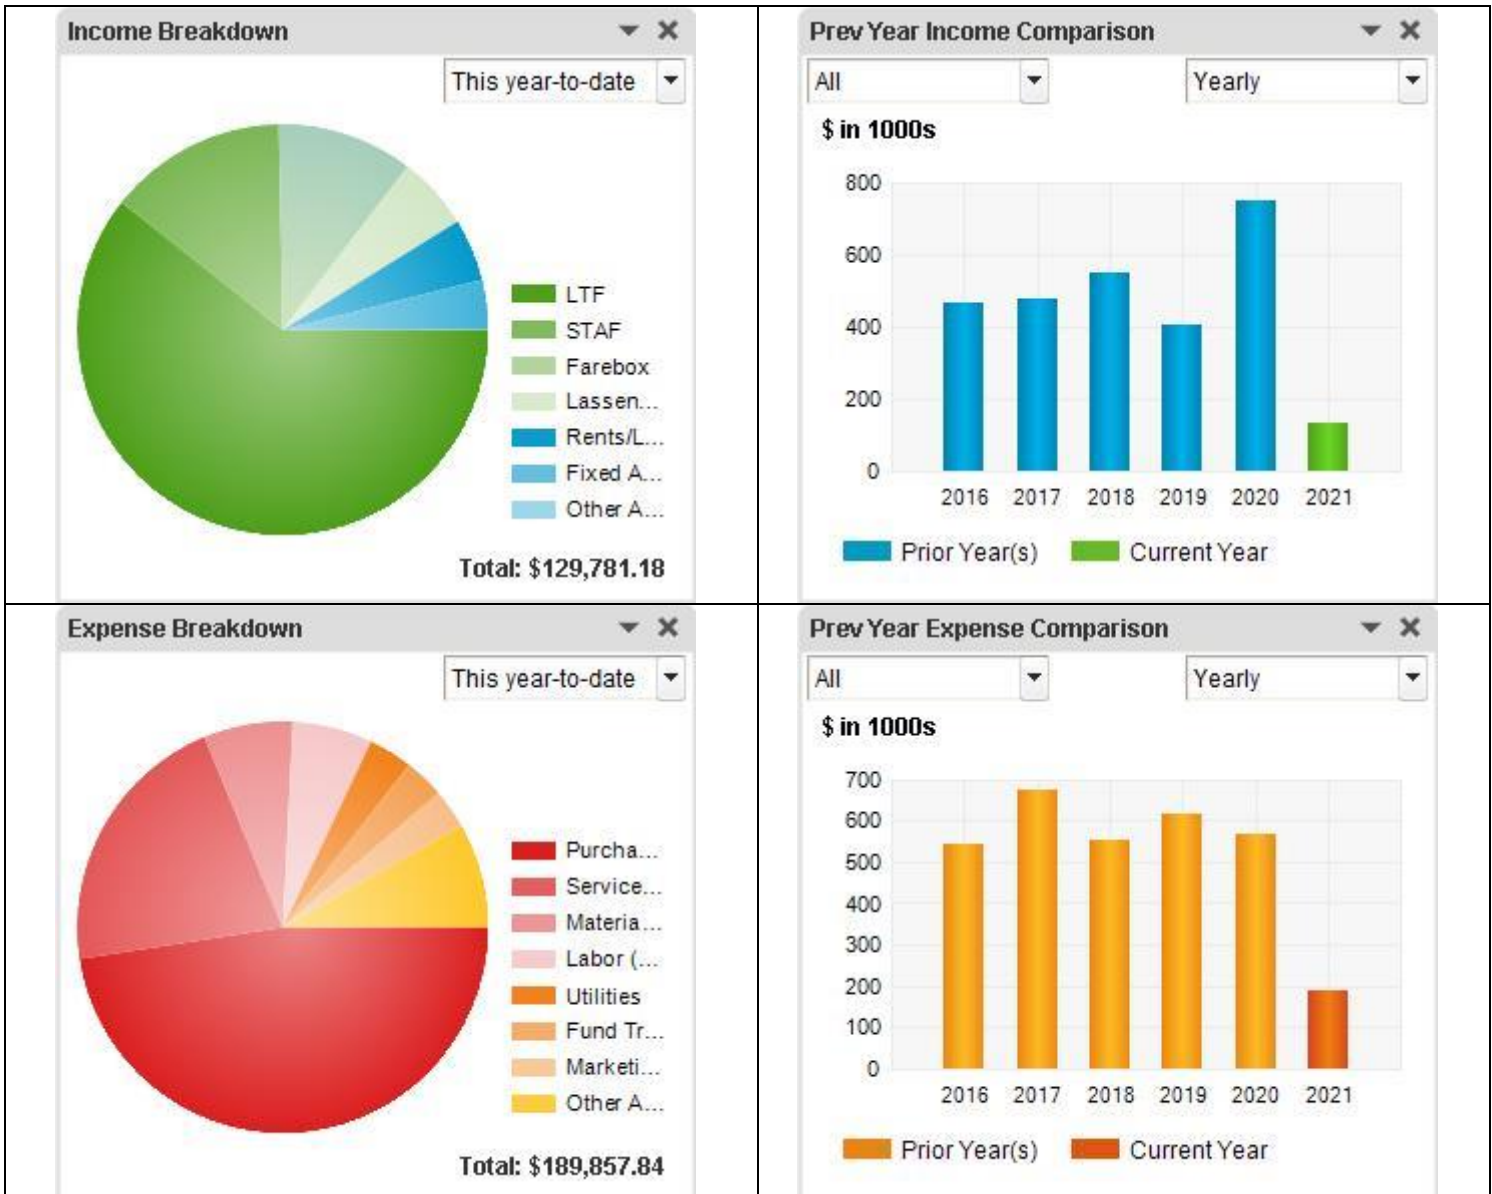 Income Breakdown
This year-to-date
LTF
STAF
Farebox
Lassen...
Rents/L...
Fixed A...
Other A...
Total: $129,781.18
Prev Year Income Comparison
All
Yearly
$ in 1000s
800
600
400
200
0
2016 2017 2018 2019 2020 2021
Prior Year(s) Current Year
Expense Breakdown
This year-to-date
Purcha...
Service...
Materia...
Labor (...
Utilities
Fund Tr...
Marketi...
Other A...
Total: $189,857.84
Prev Year Expense Comparison
All
Yearly
$ in 1000s
700
600
500
400
300
200
100
0
2016 2017 2018 2019 2020 2021
Prior Year(s) Current Year